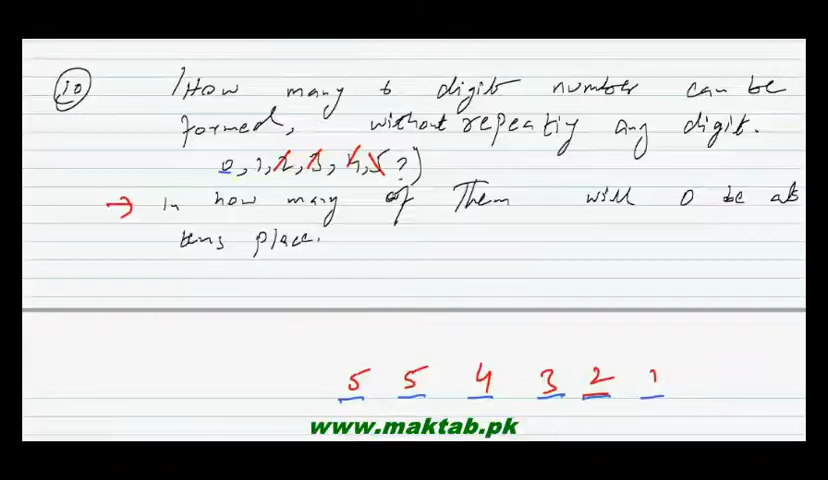 10 How many 6 digit number can be
formed, without repeatiy any digit.
0, 1, 2, 3, 4, 5 ?)
→ In how many of Them will 0 be at
tens place.
5 5 4 3 2 1
www.maktab.pk